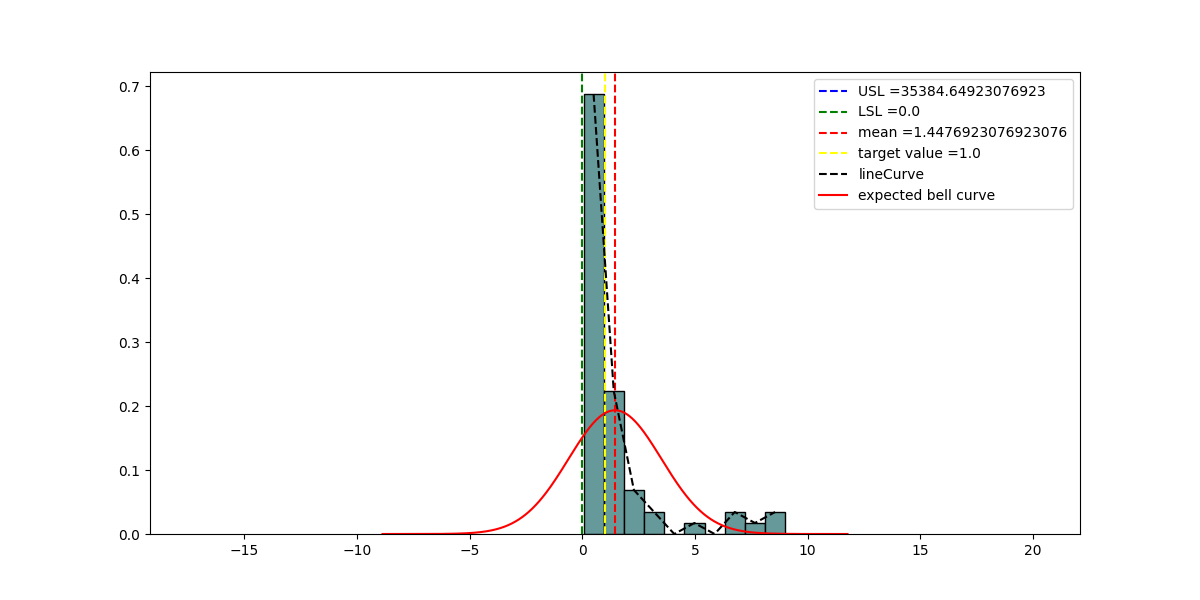 USL =35384.64923076923
LSL =0.0
mean =1.4476923076923076
target value =1.0
lineCurve
expected bell curve
0.7
0.6
0.5
0.4
0.3
0.2
0.1
0.0
−15 −10 −5 0 5 10 15 20